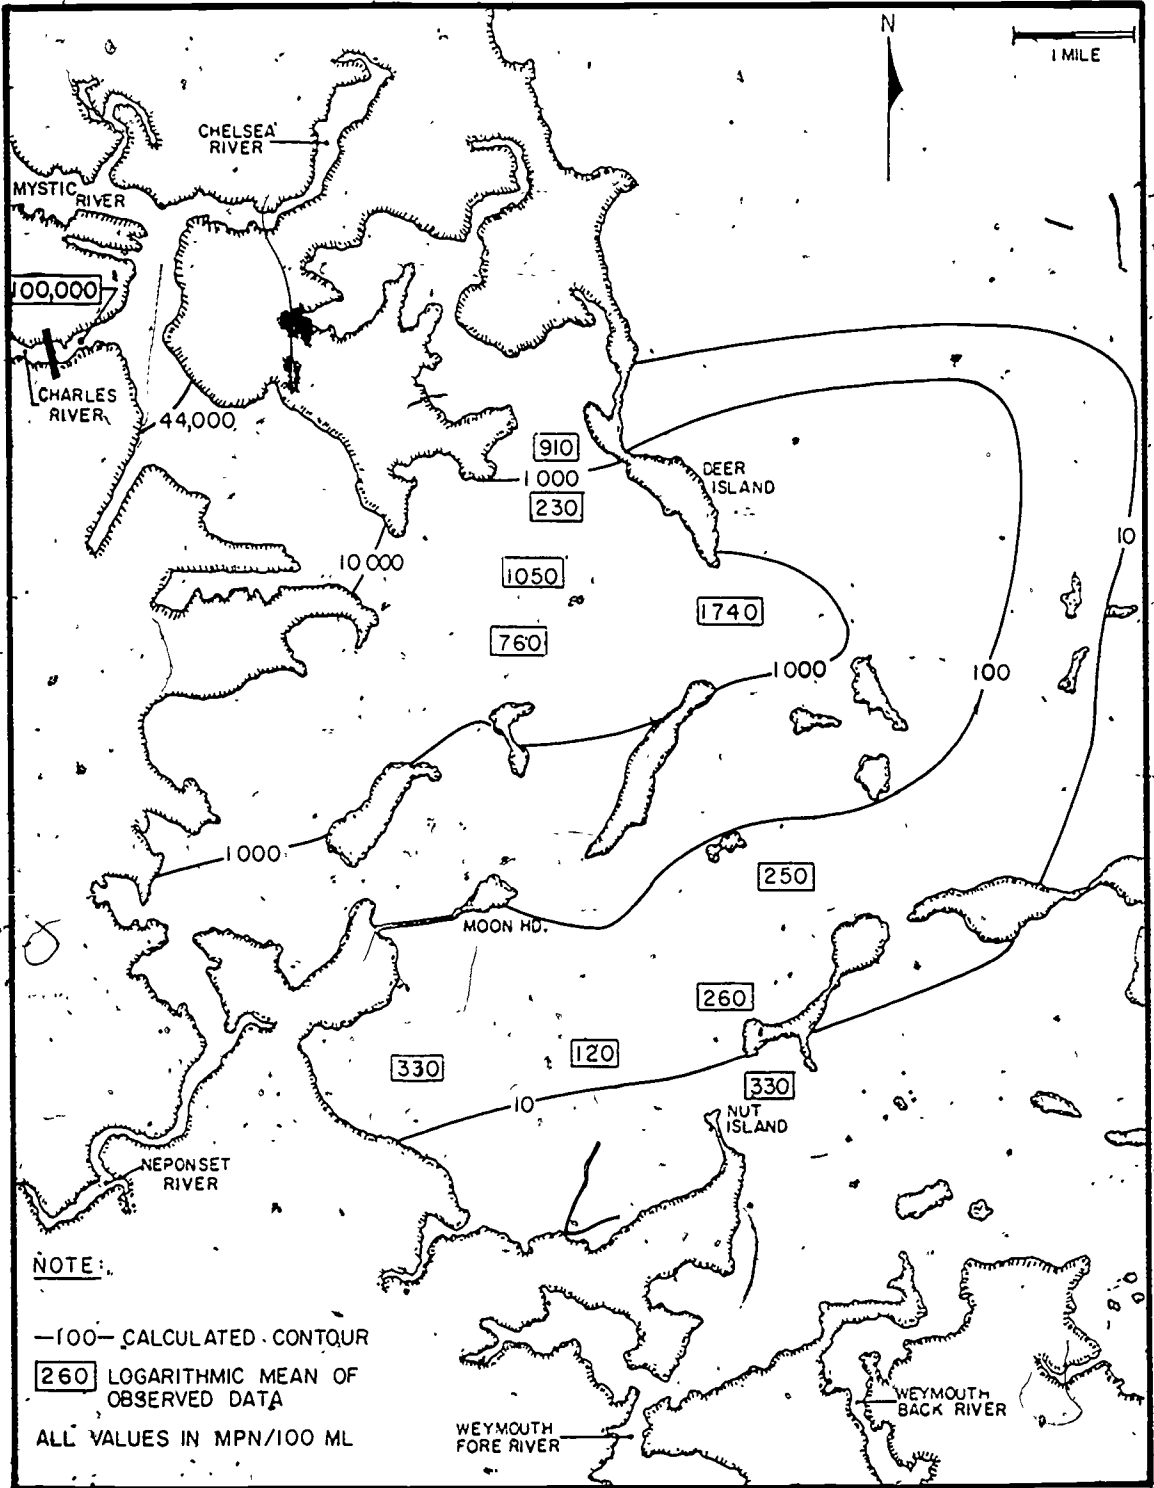 N
1 MILE
CHELSEA
RIVER
MYSTIC
RIVER
100,000
CHARLES
RIVER
44,000
910
1000
230
DEER
ISLAND
10
10000
1050
1740
760
1000
100
1000
250
MOON HD.
260
330
120
330
10
NUT
ISLAND
NEPONSET
RIVER
NOTE:
—100— CALCULATED CONTOUR
260 LOGARITHMIC MEAN OF
OBSERVED DATA
ALL VALUES IN MPN/100 ML
WEYMOUTH
BACK RIVER
WEYMOUTH
FORE RIVER